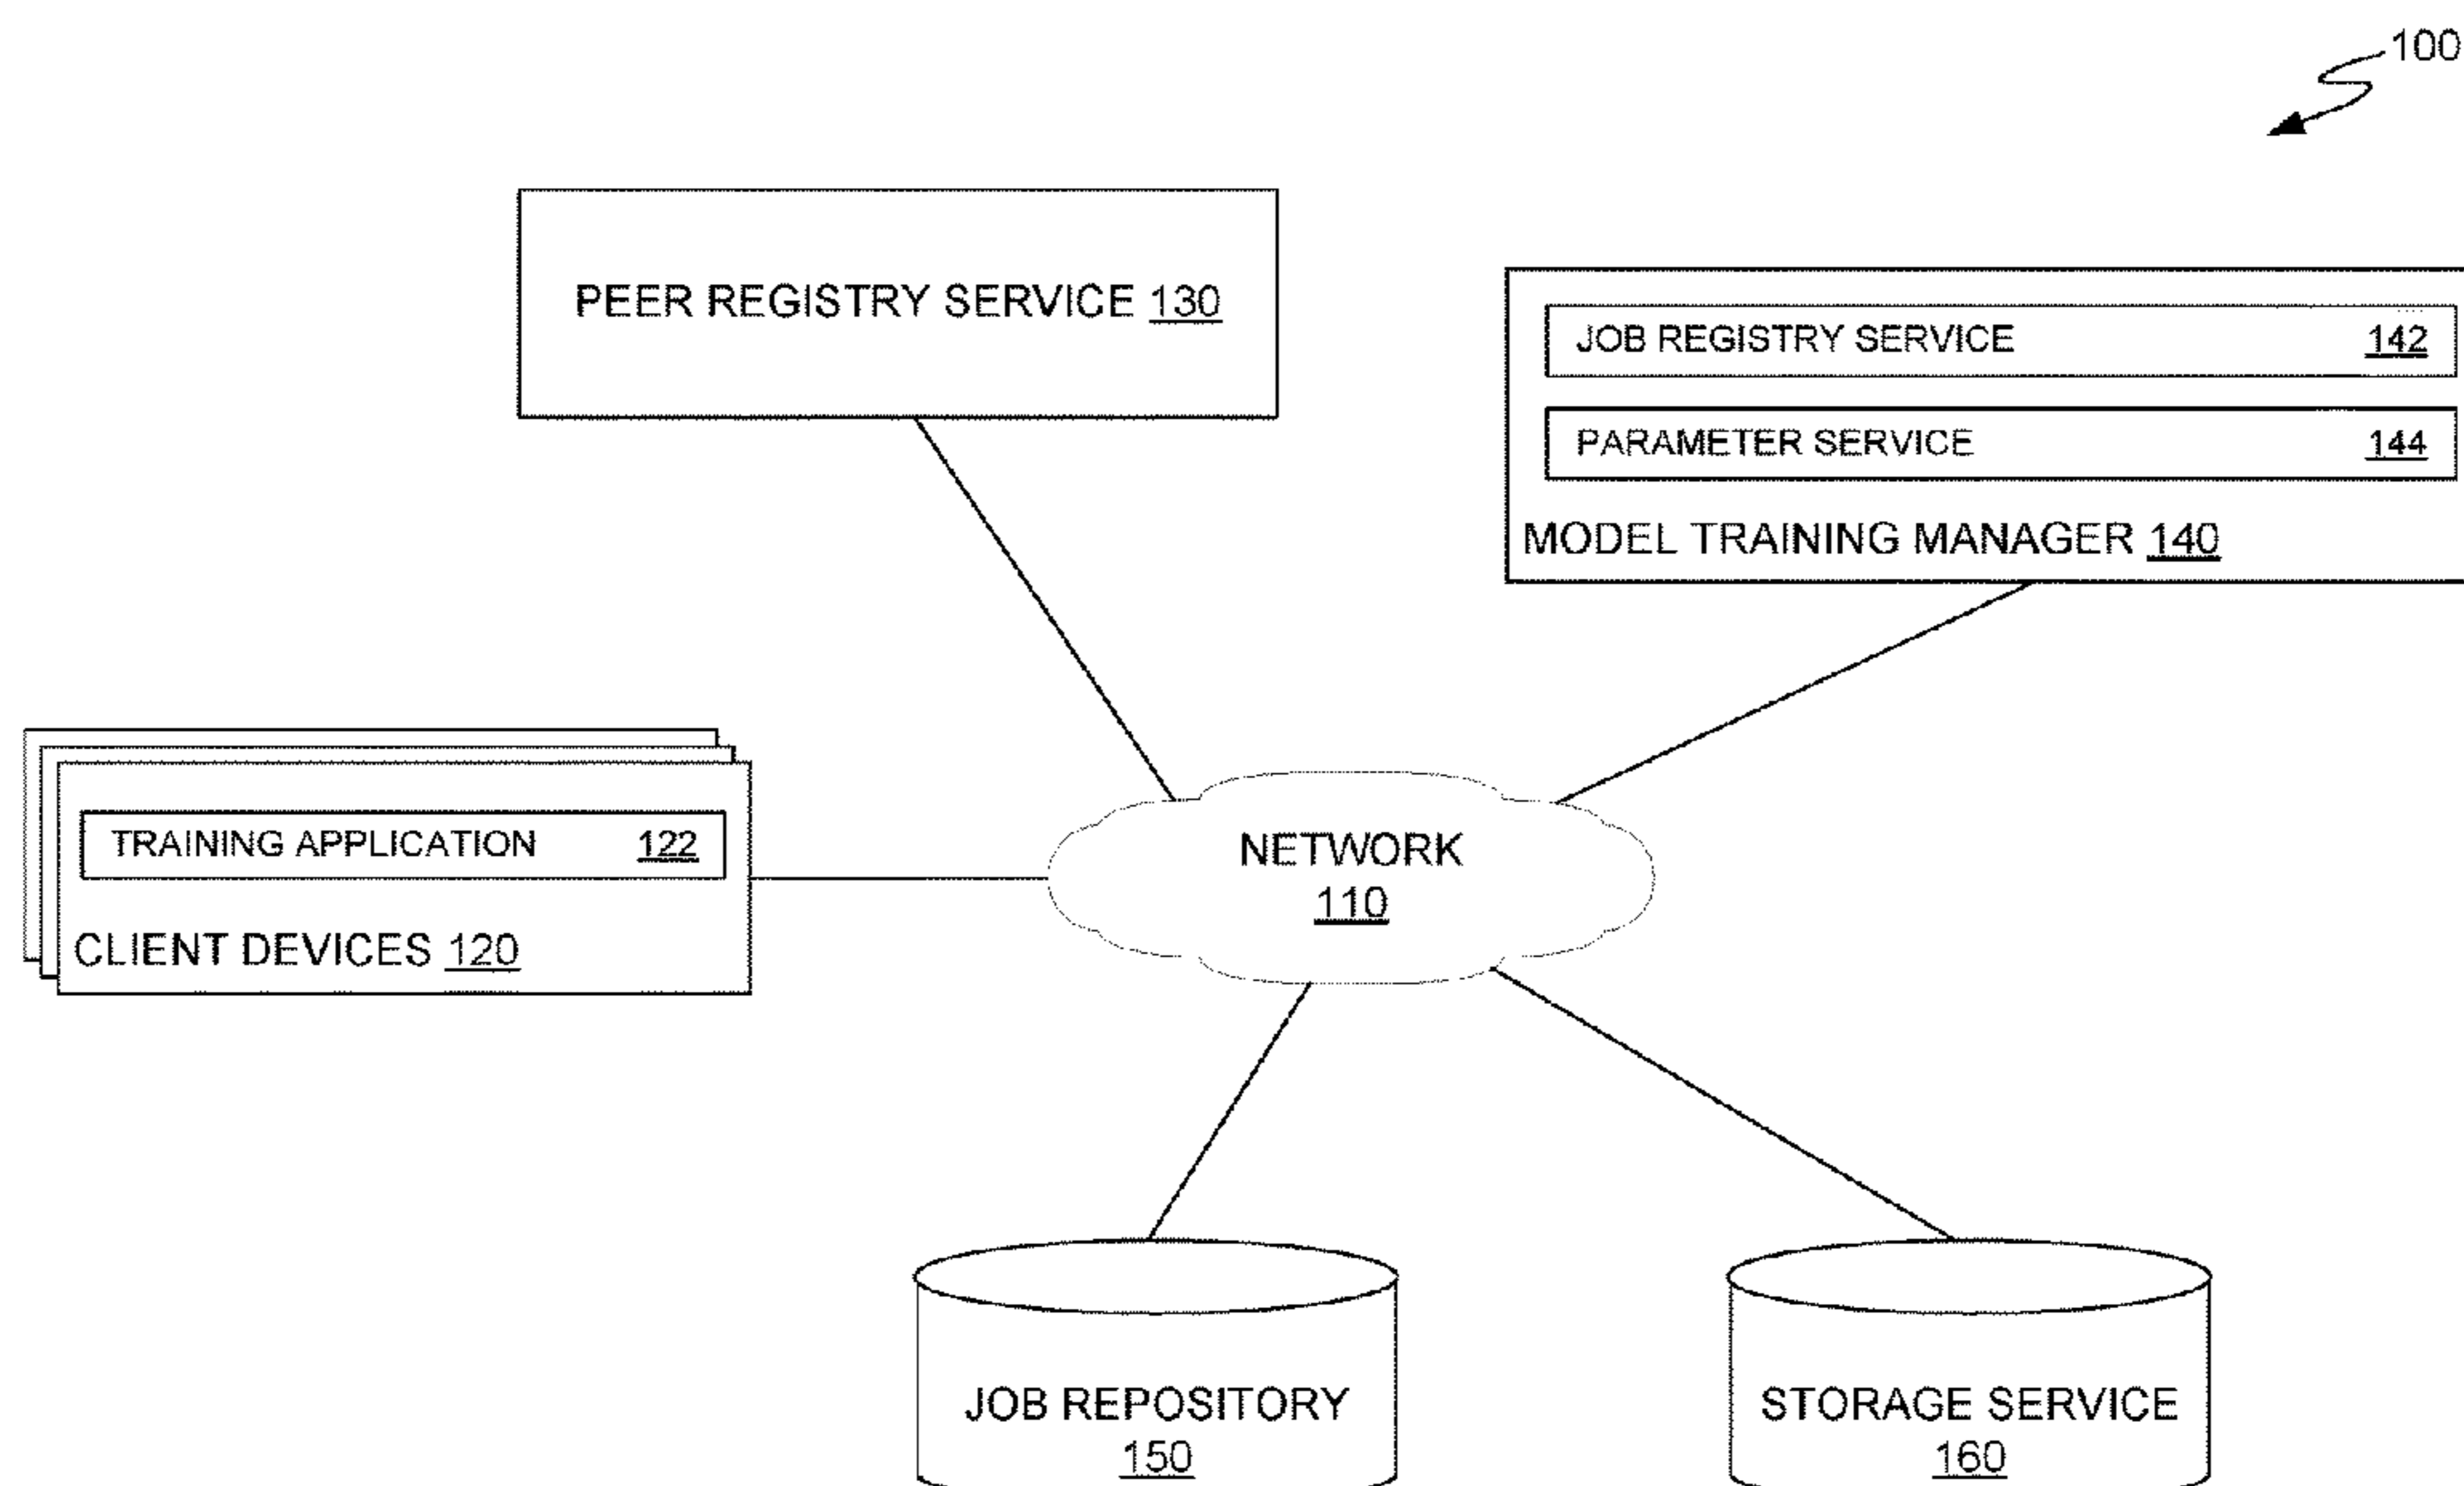 100
PEER REGISTRY SERVICE 130
JOB REGISTRY SERVICE 142
PARAMETER SERVICE 144
MODEL TRAINING MANAGER 140
TRAINING APPLICATION 122
CLIENT DEVICES 120
NETWORK
110
JOB REPOSITORY
150
STORAGE SERVICE
160